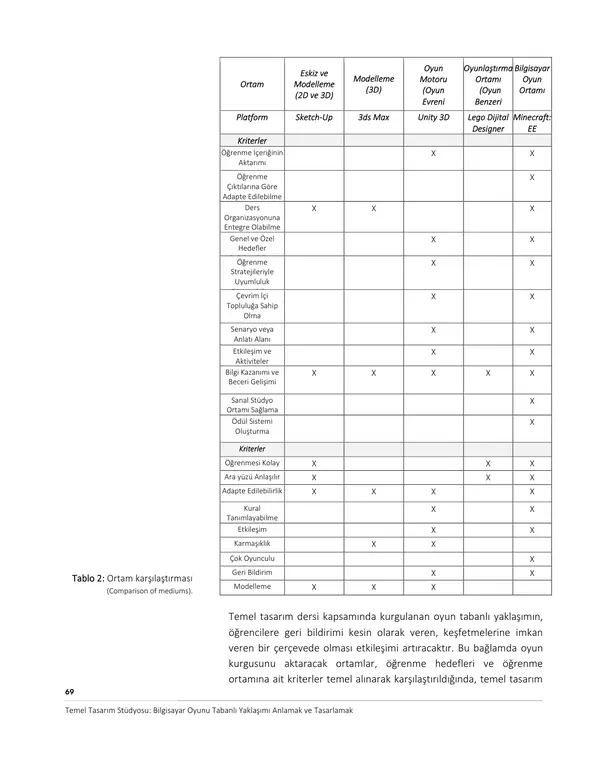 Ortam
Eskiz ve
Modelleme
(2D ve 3D)
Modelleme
(3D)
Oyun
Motoru
(Oyun
Evreni
Oyunlaştırma
Ortamı
(Oyun
Benzeri
Bilgisayar
Oyun
Ortamı
Platform Sketch-Up 3ds Max Unity 3D Lego Dijital Designer Minecraft: EE
Kriterler
Öğrenme İçeriğinin
Aktarımı X X
Öğrenme
Çıktılarına Göre
Adapte Edilebilme X
Ders
Organizasyonuna
Entegre Olabilme X X X
Genel ve Özel
Hedefler X X
Öğrenme
Stratejileriyle
Uyumluluk X X
Çevrim İçi
Topluluğa Sahip
Olma X X
Senaryo veya
Anlatı Alanı X X
Etkileşim ve
Aktiviteler X X
Bilgi Kazanımı ve
Beceri Gelişimi X X X X X
Sanal Stüdyo
Ortamı Sağlama X
Ödül Sistemi
Oluşturma X
Kriterler
Öğrenmesi Kolay X X X
Ara yüzü Anlaşılır X X X
Adapte Edilebilirlik X X X X
Kural
Tanımlayabilme X X
Etkileşim X X
Karmaşıklık X X
Çok Oyunculu X
Geri Bildirim X X
Modelleme X X X
Tablo 2: Ortam karşılaştırması
(Comparison of mediums).
Temel tasarım dersi kapsamında kurgulanan oyun tabanlı yaklaşımın,
öğrencilere geri bildirimi kesin olarak veren, keşfetmelerine imkan
veren bir çerçevede olması etkileşimi artıracaktır. Bu bağlamda oyun
kurgusunu aktaracak ortamlar, öğrenme hedefleri ve öğrenme
ortamına ait kriterler temel alınarak karşılaştırıldığında, temel tasarım
69
Temel Tasarım Stüdyosu: Bilgisayar Oyunu Tabanlı Yaklaşımı Anlamak ve Tasarlamak